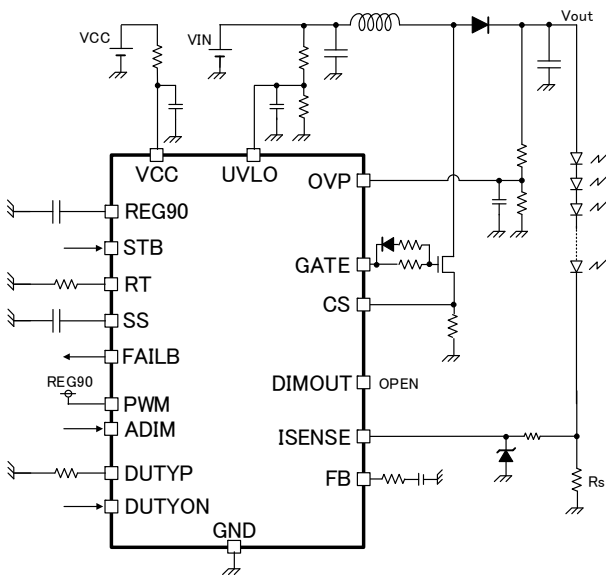 VCC
VIN
Vout
VCC
UVLO
OVP
REG90
STB
GATE
RT
CS
SS
FAILB
DIMOUT
OPEN
REG90
PWM
ADIM
ISENSE
DUTYP
FB
Rs
DUTYON
GND